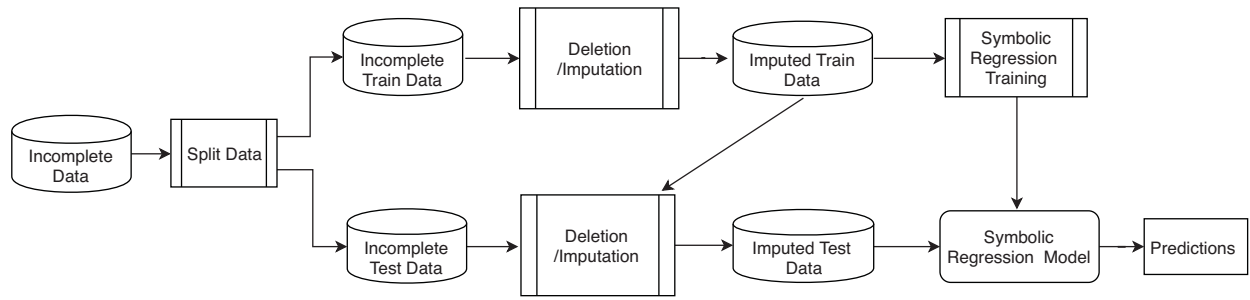 Incomplete
Data
Split Data
Incomplete
Train Data
Deletion
/Imputation
Imputed Train
Data
Symbolic
Regression
Training
Incomplete
Test Data
Deletion
/Imputation
Imputed Test
Data
Symbolic
Regression Model
Predictions